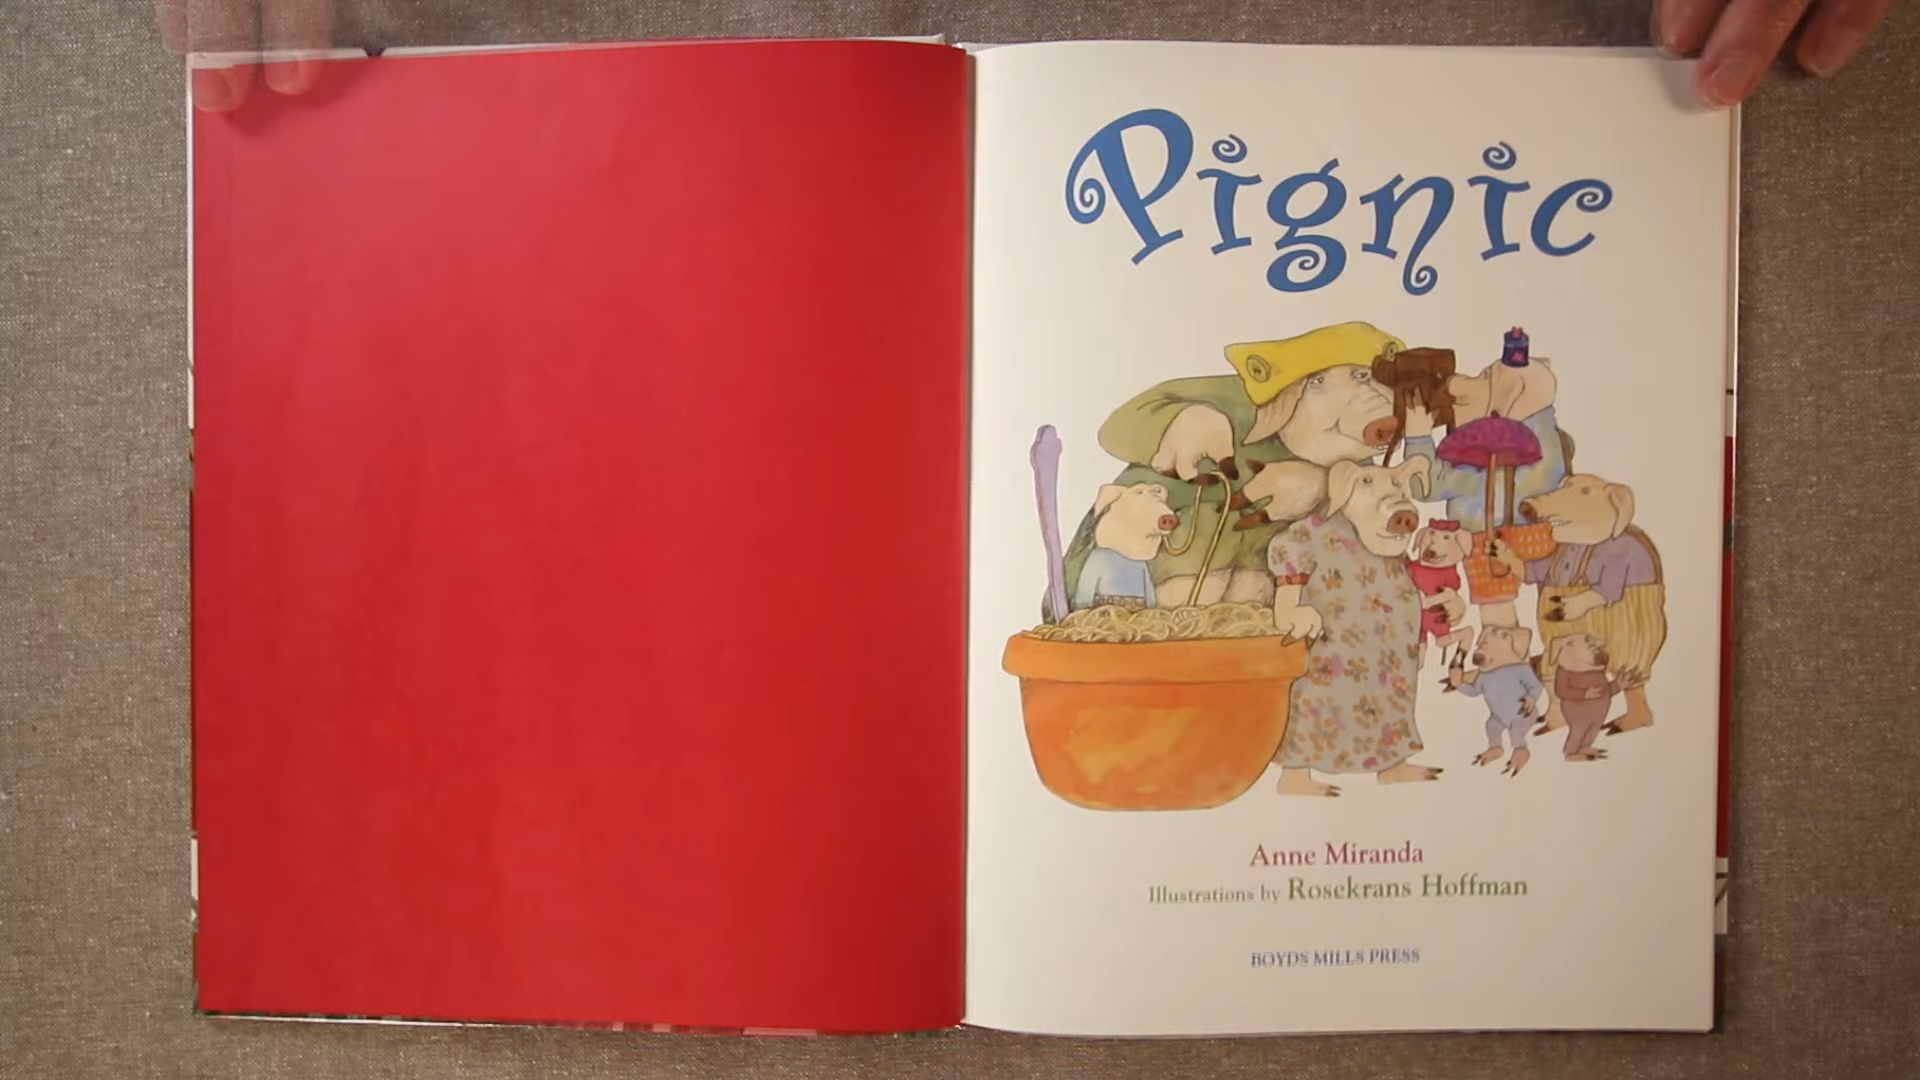 Pignic
Anne Miranda
Illustrations by Rosekrans Hoffman
BOYDS MILLS PRESS